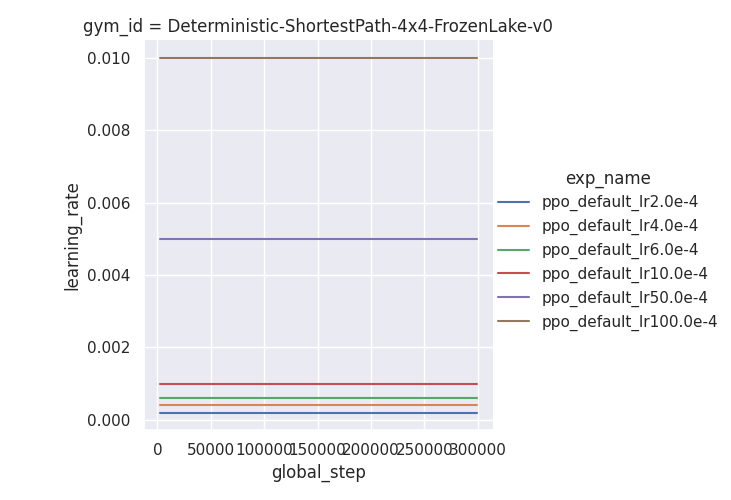 gym_id = Deterministic-ShortestPath-4x4-FrozenLake-v0
0.010
0.008
0.006
0.004
0.002
0.000
learning_rate
0 50000 100000 150000 200000 250000 300000
global_step
exp_name
ppo_default_lr2.0e-4
ppo_default_lr4.0e-4
ppo_default_lr6.0e-4
ppo_default_lr10.0e-4
ppo_default_lr50.0e-4
ppo_default_lr100.0e-4